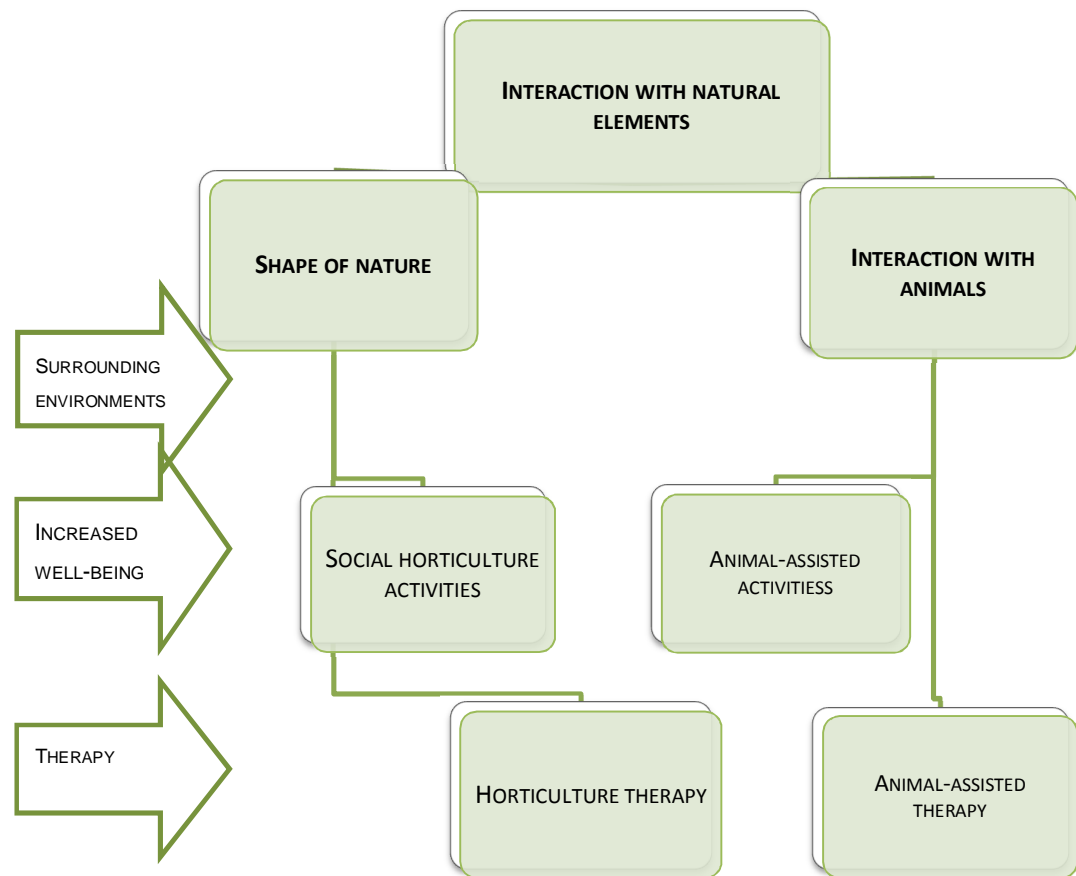 INTERACTION WITH NATURAL
ELEMENTS
SHAPE OF NATURE
INTERACTION WITH
ANIMALS
SURROUNDING
ENVIRONMENTS
INCREASED
WELL-BEING
SOCIAL HORTICULTURE
ACTIVITIES
ANIMAL-ASSISTED
ACTIVITIESS
THERAPY
HORTICULTURE THERAPY
ANIMAL-ASSISTED
THERAPY